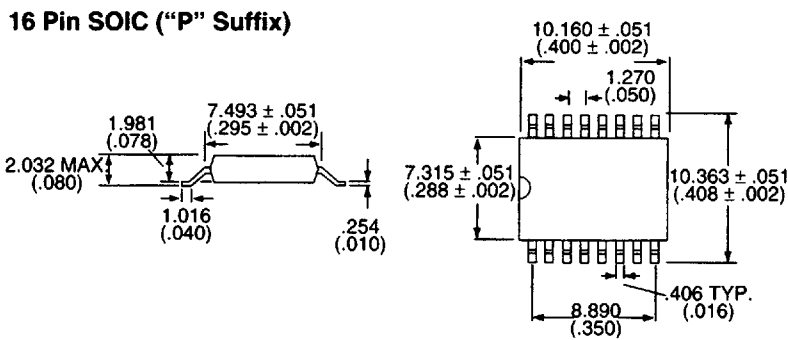 16 Pin SOIC (“P” Suffix)
10.160 ± .051
(.400 ± .002)
1.270
(.050)
1.981
(.078)
7.493 ± .051
(.295 ± .002)
2.032 MAX
(.080)
7.315 ± .051
(.288 ± .002)
10.363 ± .051
(.408 ± .002)
1.016
(.040)
.254
(.010)
.406 TYP.
(.016)
8.890
(.350)